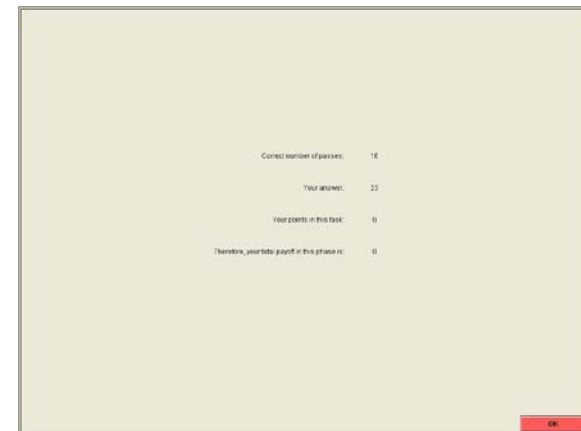 Correct number of passes: 16
Your answer: 23
Your points in this task: 0
Therefore, your total payoff in this phase is: 0
OK